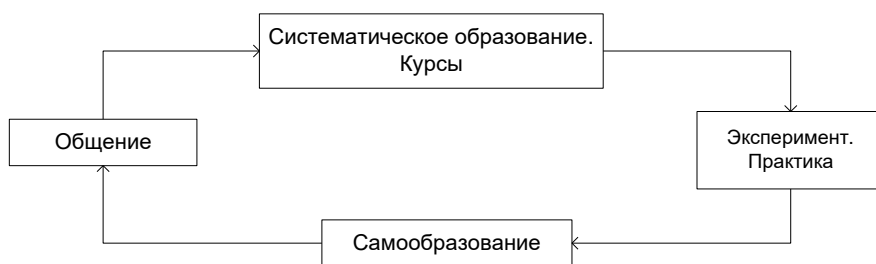 Систематическое образование.
Курсы
Общение
Эксперимент.
Практика
Самообразование